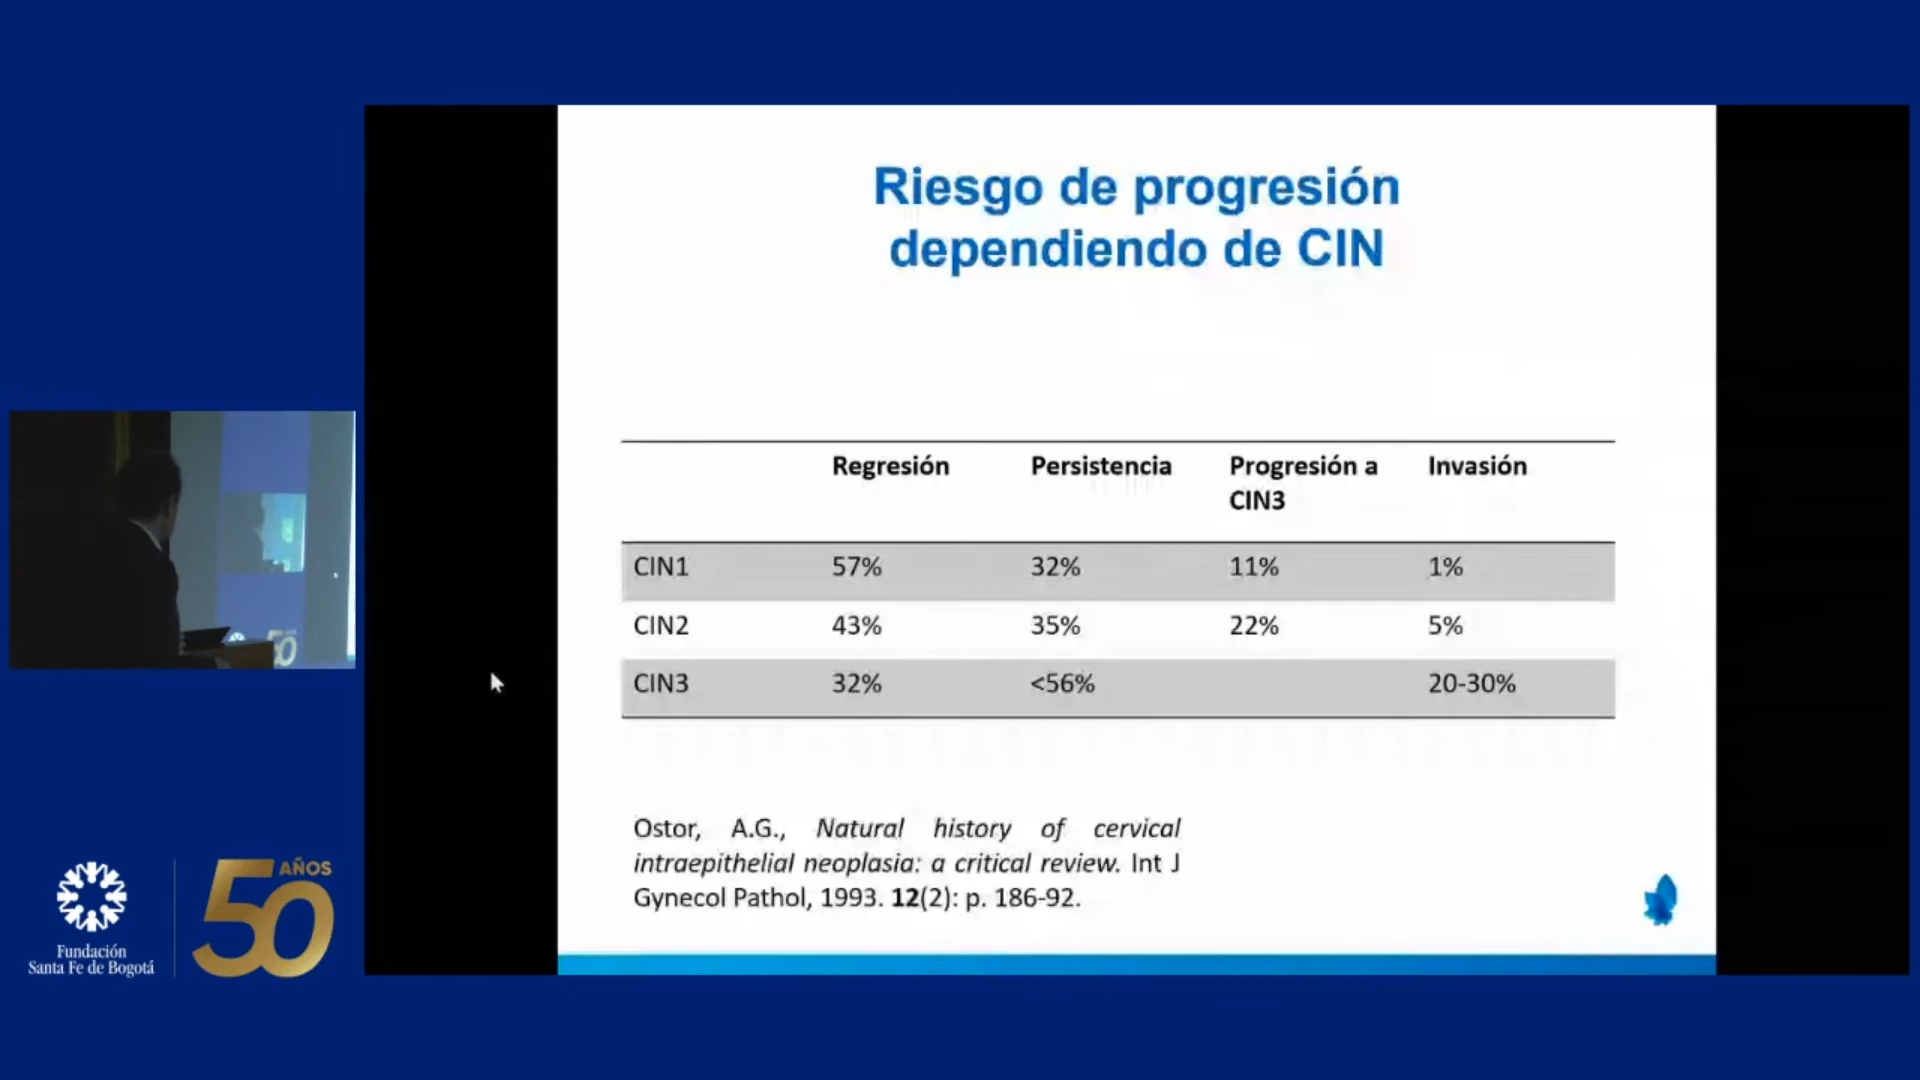 Riesgo de progresión
dependiendo de CIN
Regresión Persistencia Progresión a CIN3 Invasión
CIN1 57% 32% 11% 1%
CIN2 43% 35% 22% 5%
CIN3 32% <56% 20-30%
Ostor, A.G., Natural history of cervical
intraepithelial neoplasia: a critical review. Int J
Gynecol Pathol, 1993. 12(2): p. 186-92.
Fundación
Santa Fe de Bogotá
50 AÑOS
50